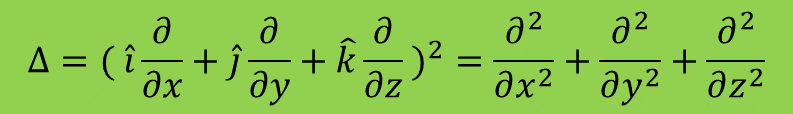 Δ = ( î ∂/∂x + ĵ ∂/∂y + k̂ ∂/∂z )² = ∂²/∂x² + ∂²/∂y² + ∂²/∂z²